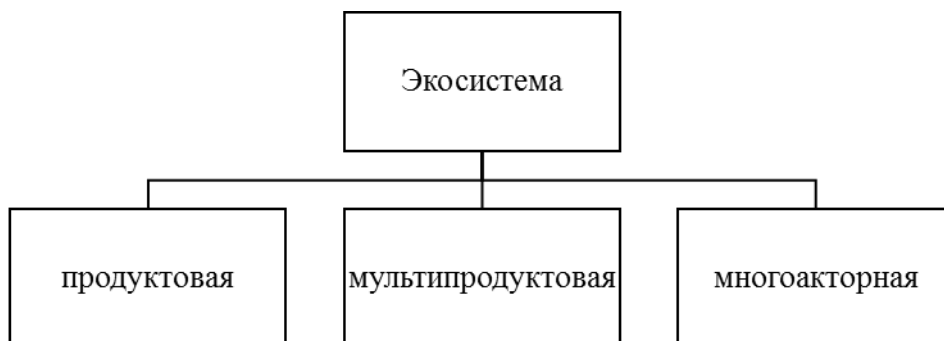 Экосистема
продуктовая
мультипродуктовая
многоакторная